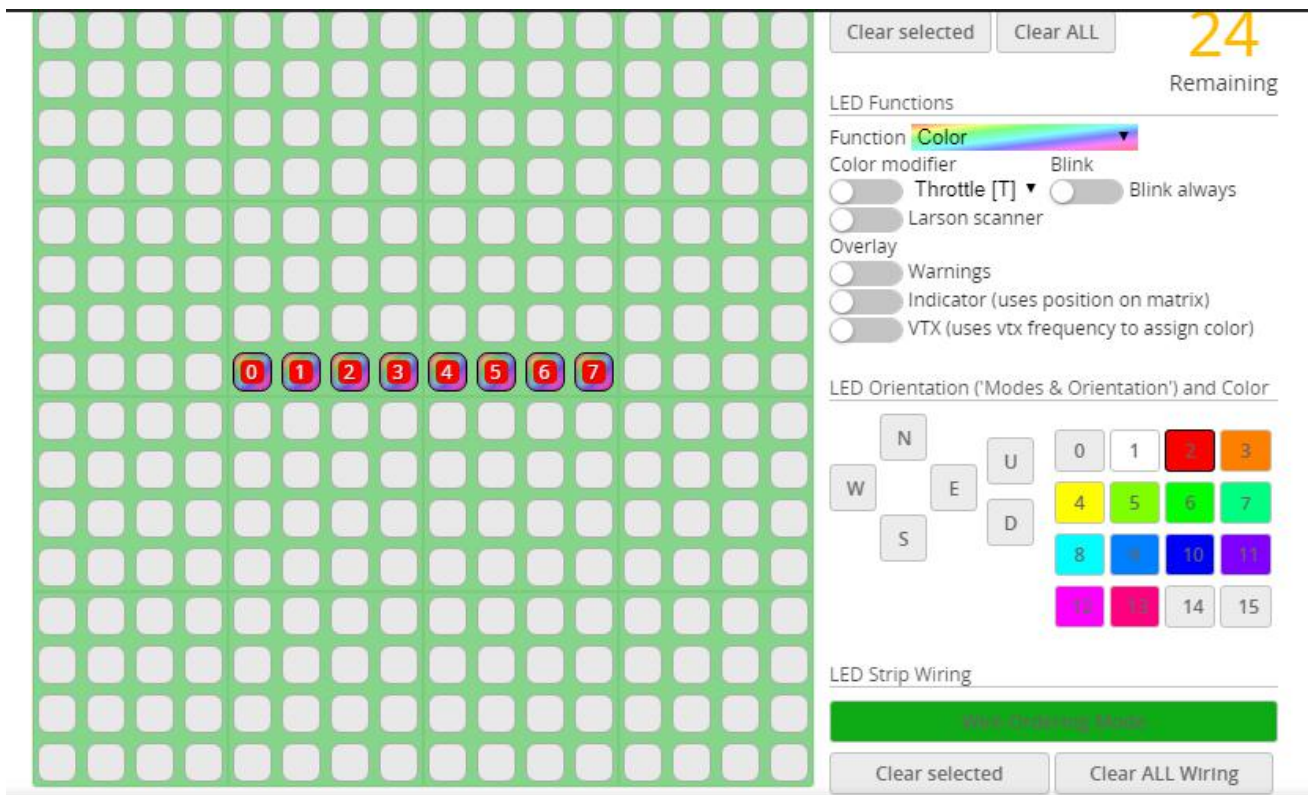 Clear selected Clear ALL
24
Remaining
LED Functions
Function Color
Color modifier Blink
Throttle [T] Blink always
Larson scanner
Overlay
Warnings
Indicator (uses position on matrix)
VTX (uses vtx frequency to assign color)
0 1 2 3 4 5 6 7
LED Orientation ('Modes & Orientation') and Color
N
U
W E
D
S
0 1 2 3
4 5 6 7
8 9 10 11
12 13 14 15
LED Strip Wiring
Wire Ordering Mode
Clear selected Clear ALL Wiring